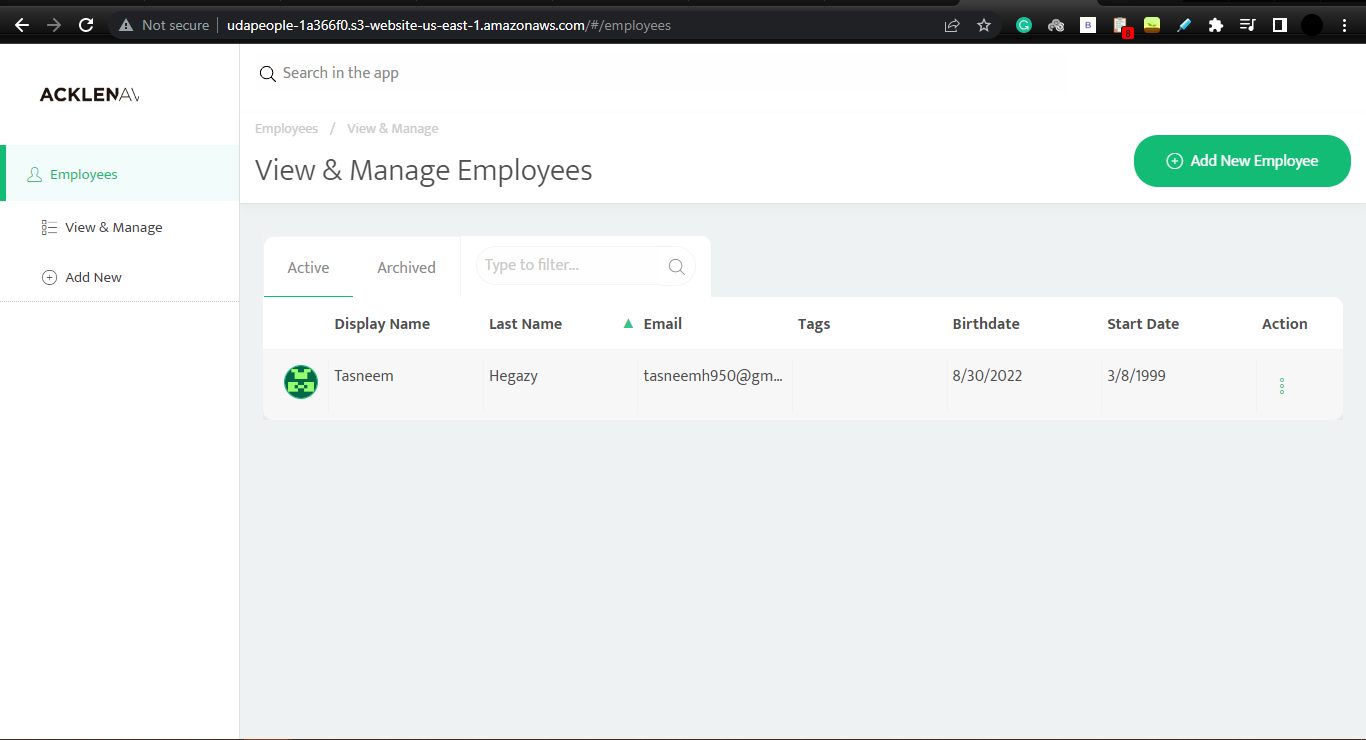 Not secure udapeople-1a366f0.s3-website-us-east-1.amazonaws.com/#/employees
B
8
ACKLENAV
Search in the app
Employees / View & Manage
View & Manage Employees
Add New Employee
Employees
View & Manage
Add New
Active Archived Type to filter...
Display Name Last Name Email Tags Birthdate Start Date Action
Tasneem Hegazy tasneemh950@gm... 8/30/2022 3/8/1999